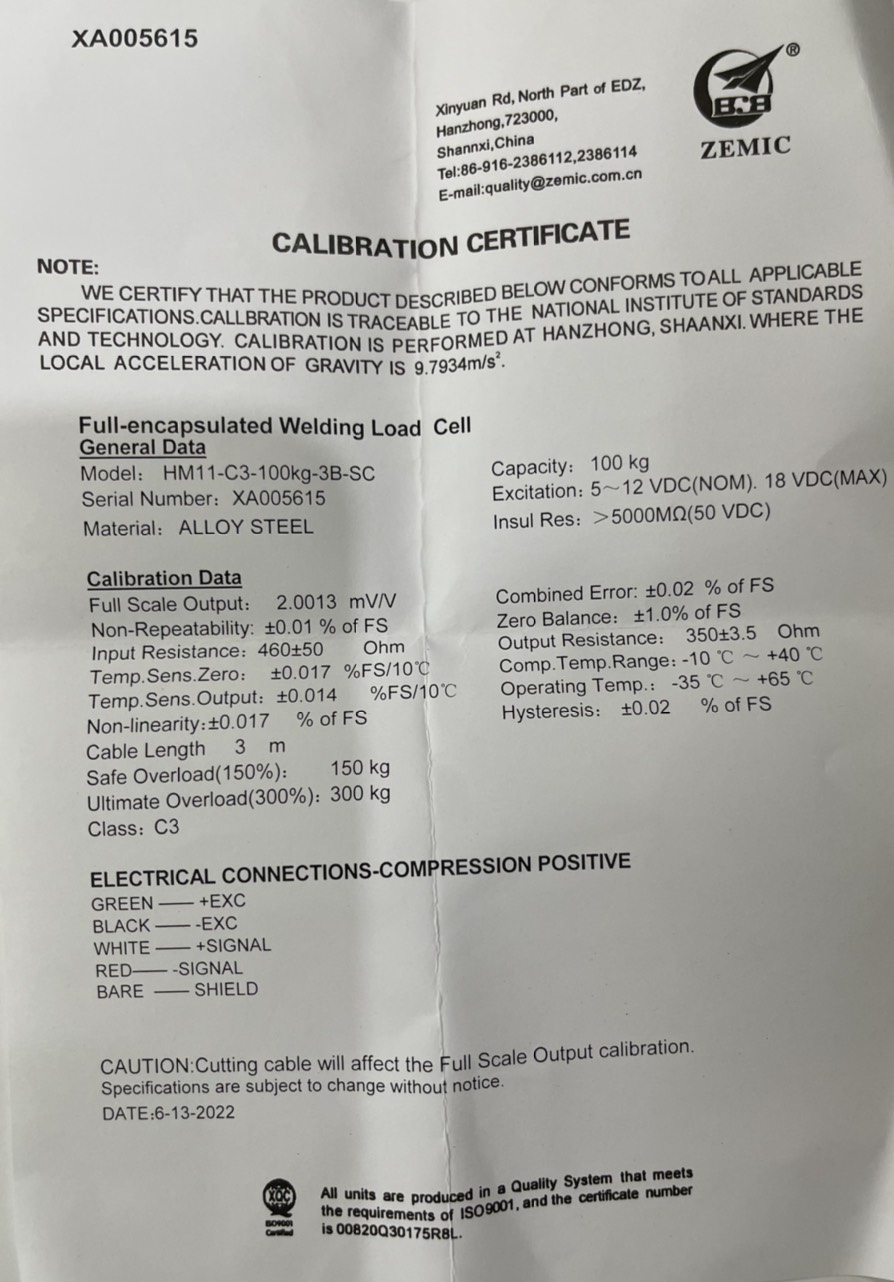 XA005615
Xinyuan Rd, North Part of EDZ,
Hanzhong,723000,
Shannxi,China
Tel:86-916-2386112,2386114
E-mail:quality@zemic.com.cn
®
ZEMIC
CALIBRATION CERTIFICATE
NOTE:
WE CERTIFY THAT THE PRODUCT DESCRIBED BELOW CONFORMS TO ALL APPLICABLE
SPECIFICATIONS.CALLBRATION IS TRACEABLE TO THE NATIONAL INSTITUTE OF STANDARDS
AND TECHNOLOGY. CALIBRATION IS PERFORMED AT HANZHONG, SHAANXI. WHERE THE
LOCAL ACCELERATION OF GRAVITY IS 9.7934m/s².
Full-encapsulated Welding Load Cell
General Data
Model: HM11-C3-100kg-3B-SC
Serial Number: XA005615
Material: ALLOY STEEL
Capacity: 100 kg
Excitation: 5~12 VDC(NOM). 18 VDC(MAX)
Insul Res: >5000MΩ(50 VDC)
Calibration Data
Full Scale Output: 2.0013 mV/V
Non-Repeatability: ±0.01 % of FS
Input Resistance: 460±50 Ohm
Temp.Sens.Zero: ±0.017 %FS/10℃
Temp.Sens.Output: ±0.014 %FS/10℃
Non-linearity:±0.017 % of FS
Cable Length 3 m
Safe Overload(150%): 150 kg
Ultimate Overload(300%): 300 kg
Class: C3
Combined Error: ±0.02 % of FS
Zero Balance: ±1.0% of FS
Output Resistance: 350±3.5 Ohm
Comp.Temp.Range: -10 ℃ ~ +40 ℃
Operating Temp.: -35 ℃ ~ +65 ℃
Hysteresis: ±0.02 % of FS
ELECTRICAL CONNECTIONS-COMPRESSION POSITIVE
GREEN —— +EXC
BLACK —— -EXC
WHITE —— +SIGNAL
RED—— -SIGNAL
BARE —— SHIELD
CAUTION:Cutting cable will affect the Full Scale Output calibration.
Specifications are subject to change without notice.
DATE:6-13-2022
XQC
ISO9001
Certified
All units are produced in a Quality System that meets
the requirements of ISO9001, and the certificate number
is 00820Q30175R8L.